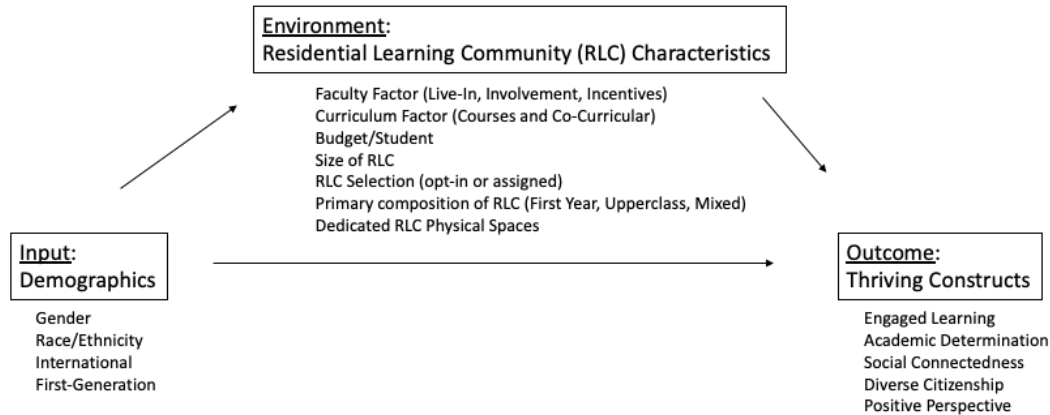 Environment:
Residential Learning Community (RLC) Characteristics
Faculty Factor (Live-In, Involvement, Incentives)
Curriculum Factor (Courses and Co-Curricular)
Budget/Student
Size of RLC
RLC Selection (opt-in or assigned)
Primary composition of RLC (First Year, Upperclass, Mixed)
Dedicated RLC Physical Spaces
Input:
Demographics
Gender
Race/Ethnicity
International
First-Generation
Outcome:
Thriving Constructs
Engaged Learning
Academic Determination
Social Connectedness
Diverse Citizenship
Positive Perspective